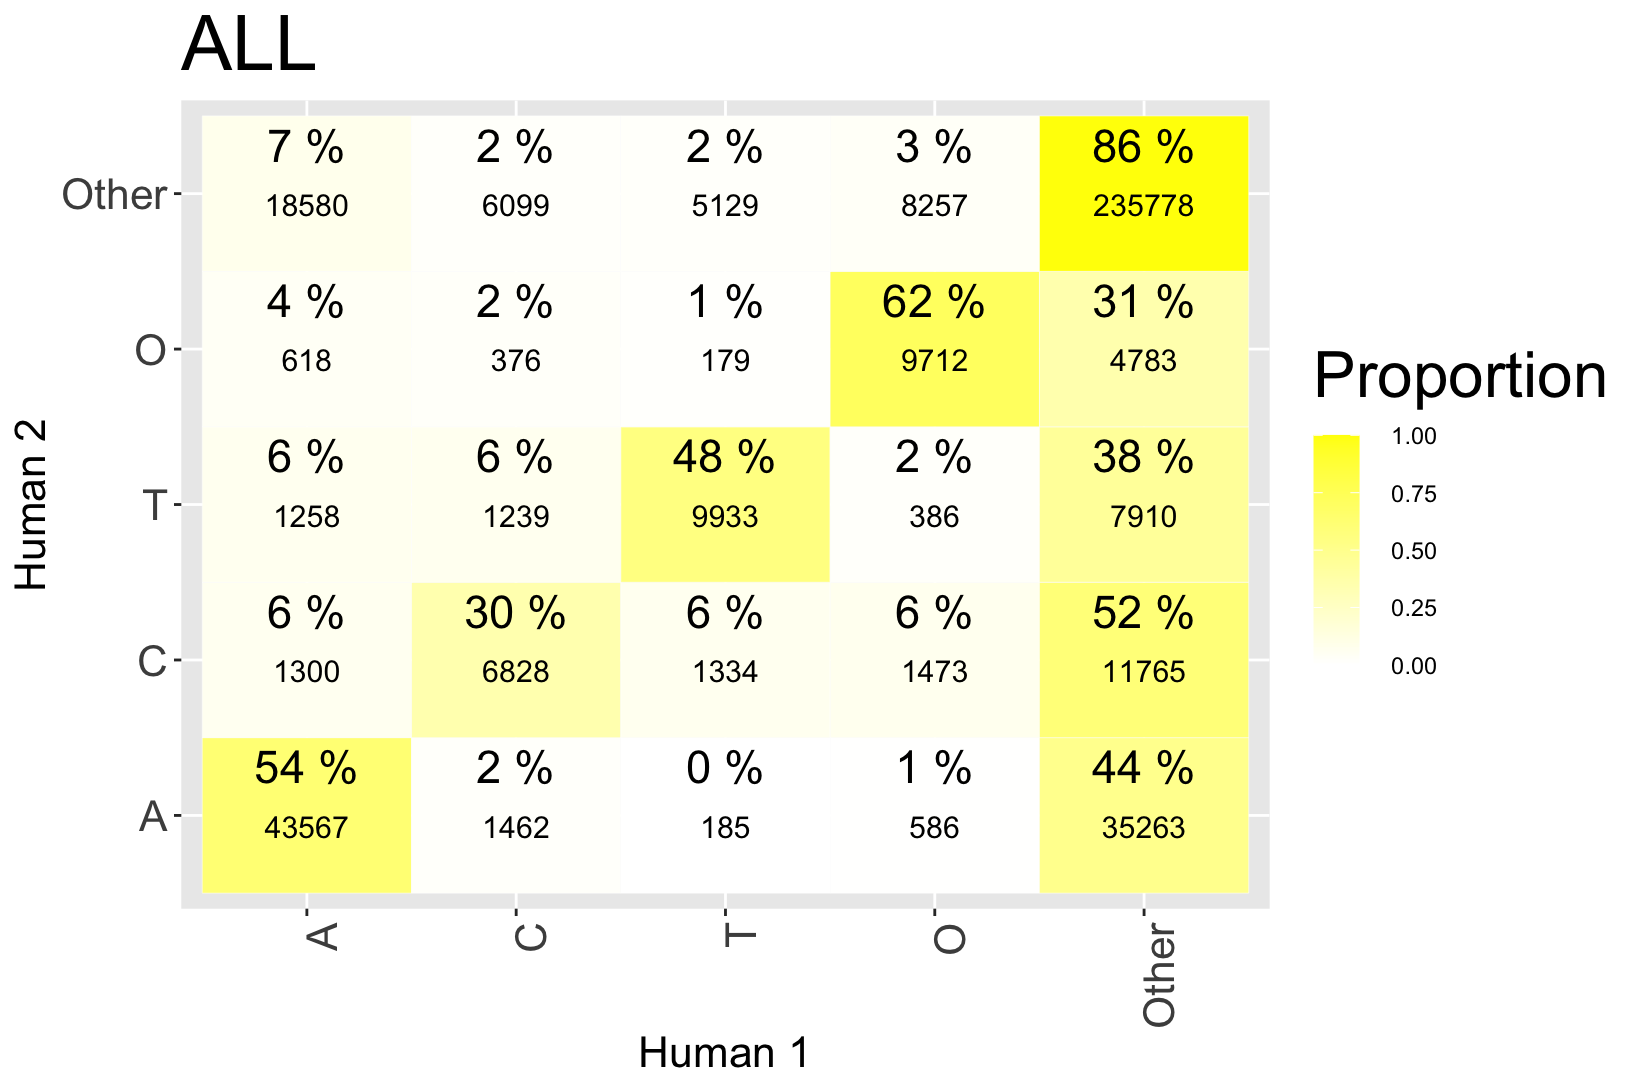 ALL
7 % 2 % 2 % 3 % 86 %
Other 18580 6099 5129 8257 235778
4 % 2 % 1 % 62 % 31 %
O 618 376 179 9712 4783
6 % 6 % 48 % 2 % 38 %
T 1258 1239 9933 386 7910
6 % 30 % 6 % 6 % 52 %
C 1300 6828 1334 1473 11765
54 % 2 % 0 % 1 % 44 %
A 43567 1462 185 586 35263
A C T O Other
Human 1
Human 2
Proportion
1.00
0.75
0.50
0.25
0.00